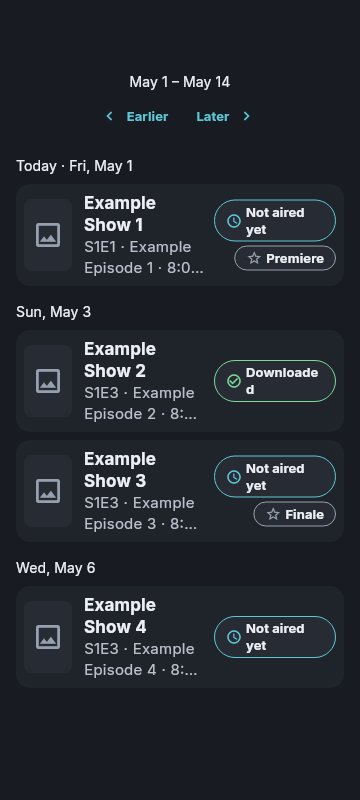 May 1 – May 14
Earlier
Later
Today · Fri, May 1
Example
Show 1
S1E1 · Example
Episode 1 · 8:0...
Not aired
yet
Premiere
Sun, May 3
Example
Show 2
S1E3 · Example
Episode 2 · 8:...
Downloade
d
Example
Show 3
S1E3 · Example
Episode 3 · 8:...
Not aired
yet
Finale
Wed, May 6
Example
Show 4
S1E3 · Example
Episode 4 · 8:...
Not aired
yet